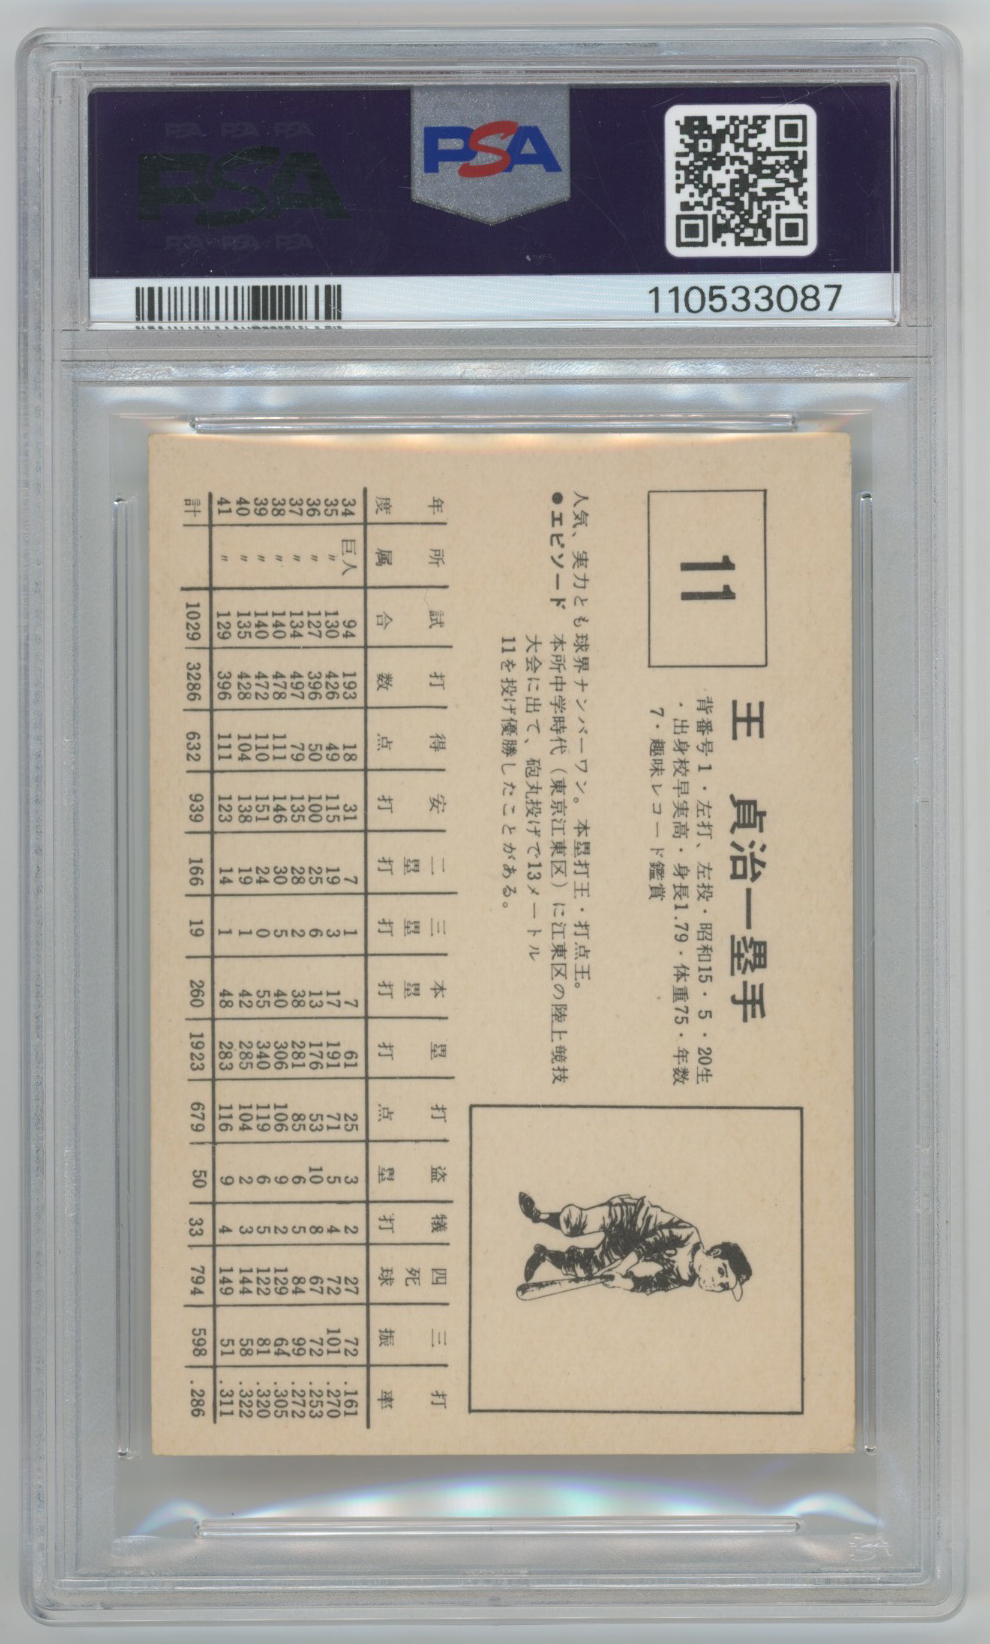 PSA PSA PSA
PSA
PSA PSA PSA
PSA
110533087
11
王 貞治一塁手
背番号1・左打、左投・昭和15・5・20生
・出身校早実高・身長1.79・体重75・年数
7・趣味レコード鑑賞
人気、実力とも球界ナンバーワン。本塁打王・打点王。
●エピソード 本所中学時代（東京江東区）に江東区の陸上競技
大会に出て、砲丸投げで13メートル
11を投げ優勝したことがある。
年度 所属 試合 打数 得点 安打 二塁打 三塁打 本塁打 塁打 打点 盗塁 犠打 四死球 三振 打率
34 巨人 94 193 18 31 7 1 7 61 25 3 2 27 72 .161
35 〃 130 426 49 115 19 3 17 191 71 5 4 72 101 .270
36 〃 127 396 50 100 25 6 13 176 53 10 8 67 72 .253
37 〃 134 497 79 135 28 2 38 281 85 6 5 84 99 .272
38 〃 140 478 111 146 30 5 40 306 106 9 2 129 64 .305
39 〃 140 472 110 151 24 0 55 340 119 6 5 122 81 .320
40 〃 135 428 104 138 19 1 42 285 104 2 3 144 58 .322
41 〃 129 396 111 123 14 1 48 283 116 9 4 149 51 .311
計 1029 3286 632 939 166 19 260 1923 679 50 33 794 598 .286